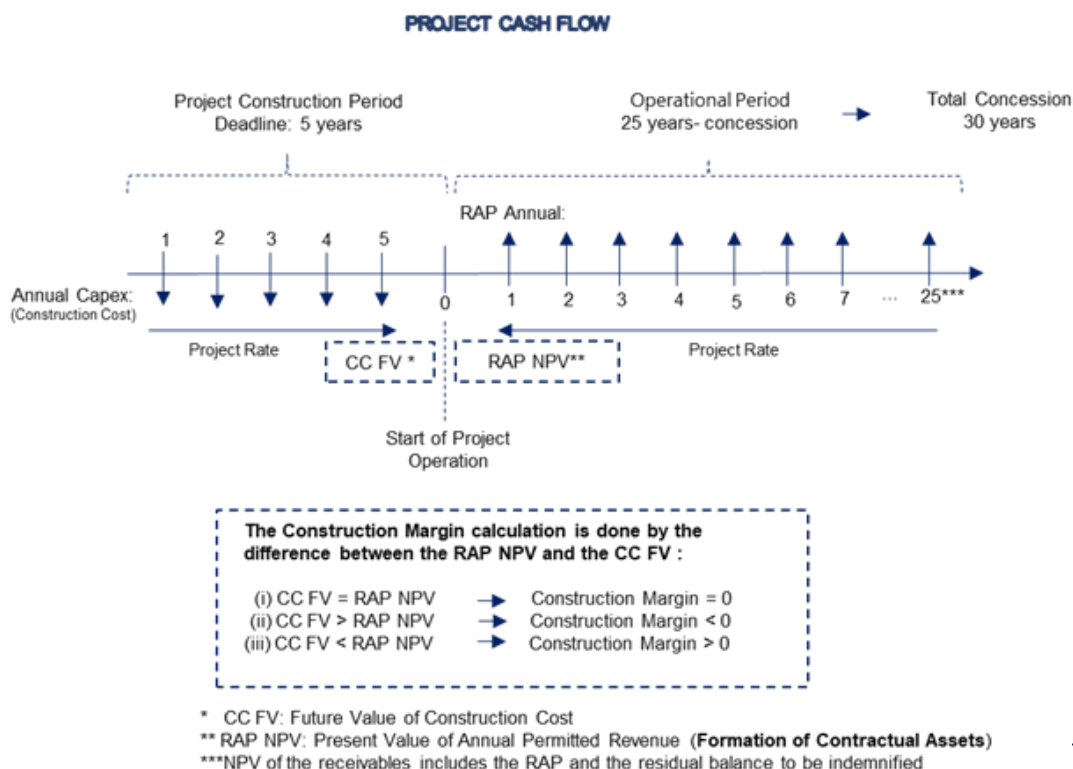 PROJECT CASH FLOW
Project Construction Period
Deadline: 5 years
Operational Period
25 years- concession
Total Concession
30 years
RAP Annual:
1 2 3 4 5
Annual Capex:
(Construction Cost)
0 1 2 3 4 5 6 7 ... 25***
Project Rate
CC FV *
RAP NPV**
Project Rate
Start of Project
Operation
The Construction Margin calculation is done by the
difference between the RAP NPV and the CC FV :
(i) CC FV = RAP NPV Construction Margin = 0
(ii) CC FV > RAP NPV Construction Margin < 0
(iii) CC FV < RAP NPV Construction Margin > 0
* CC FV: Future Value of Construction Cost
** RAP NPV: Present Value of Annual Permitted Revenue (Formation of Contractual Assets)
***NPV of the receivables includes the RAP and the residual balance to be indemnified